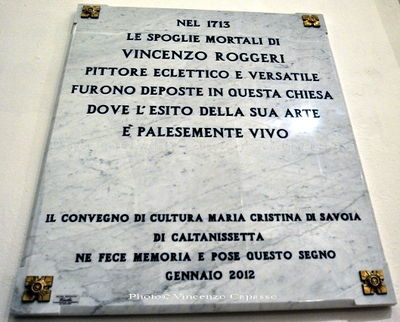 NEL 1713
LE SPOGLIE MORTALI DI
VINCENZO ROGGERI
PITTORE ECLETTICO E VERSATILE
FURONO DEPOSTE IN QUESTA CHIESA
DOVE L'ESITO DELLA SUA ARTE
E' PALESEMENTE VIVO
IL CONVEGNO DI CULTURA MARIA CRISTINA DI SAVOIA
DI CALTANISSETTA
NE FECE MEMORIA E POSE QUESTO SEGNO
GENNAIO 2012
Photos: Vincenzo Capasso